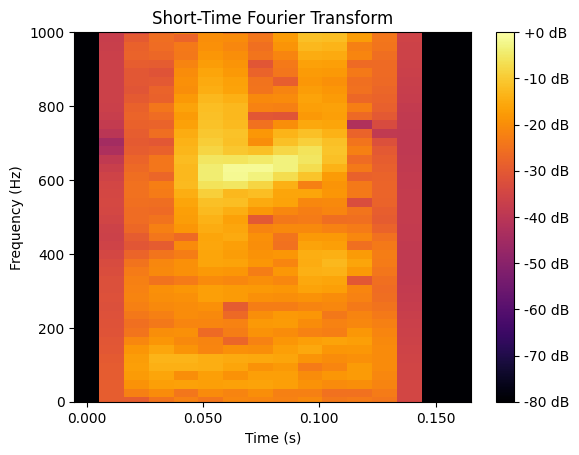 Short-Time Fourier Transform
1000
800
600
400
200
0
Frequency (Hz)
0.000
0.050
0.100
0.150
Time (s)
+0 dB
-10 dB
-20 dB
-30 dB
-40 dB
-50 dB
-60 dB
-70 dB
-80 dB